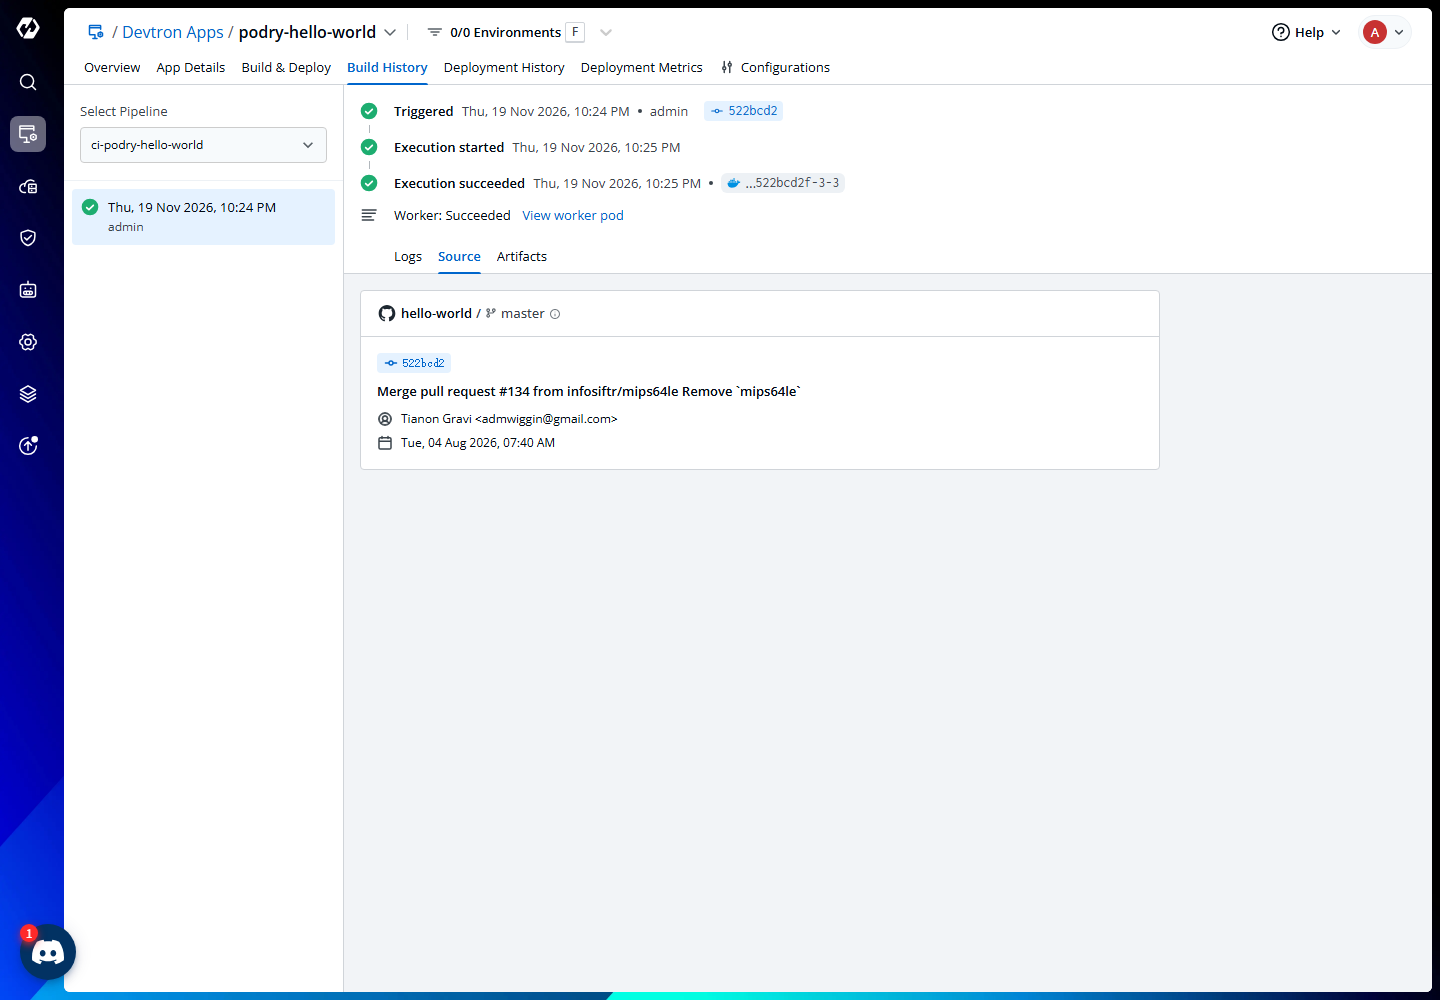 / Devtron Apps / podry-hello-world
0/0 Environments F
Help
A
Overview App Details Build & Deploy Build History Deployment History Deployment Metrics Configurations
Select Pipeline
ci-podry-hello-world
Thu, 19 Nov 2026, 10:24 PM
admin
Triggered Thu, 19 Nov 2026, 10:24 PM • admin 522bcd2
Execution started Thu, 19 Nov 2026, 10:25 PM
Execution succeeded Thu, 19 Nov 2026, 10:25 PM • ...522bcd2f-3-3
Worker: Succeeded View worker pod
Logs Source Artifacts
hello-world / master
522bcd2
Merge pull request #134 from infosiftr/mips64le Remove `mips64le`
Tianon Gravi <admwiggin@gmail.com>
Tue, 04 Aug 2026, 07:40 AM
1